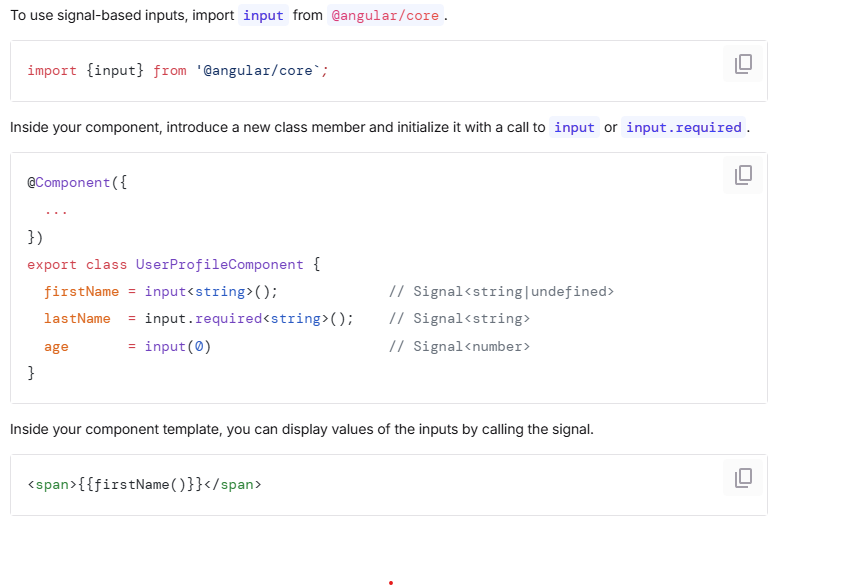 To use signal-based inputs, import input from @angular/core.
import {input} from '@angular/core`;
Inside your component, introduce a new class member and initialize it with a call to input or input.required.
@Component({
  ...
})
export class UserProfileComponent {
  firstName = input<string>();             // Signal<string|undefined>
  lastName  = input.required<string>();    // Signal<string>
  age       = input(0)                     // Signal<number>
}
Inside your component template, you can display values of the inputs by calling the signal.
<span>{{firstName()}}</span>